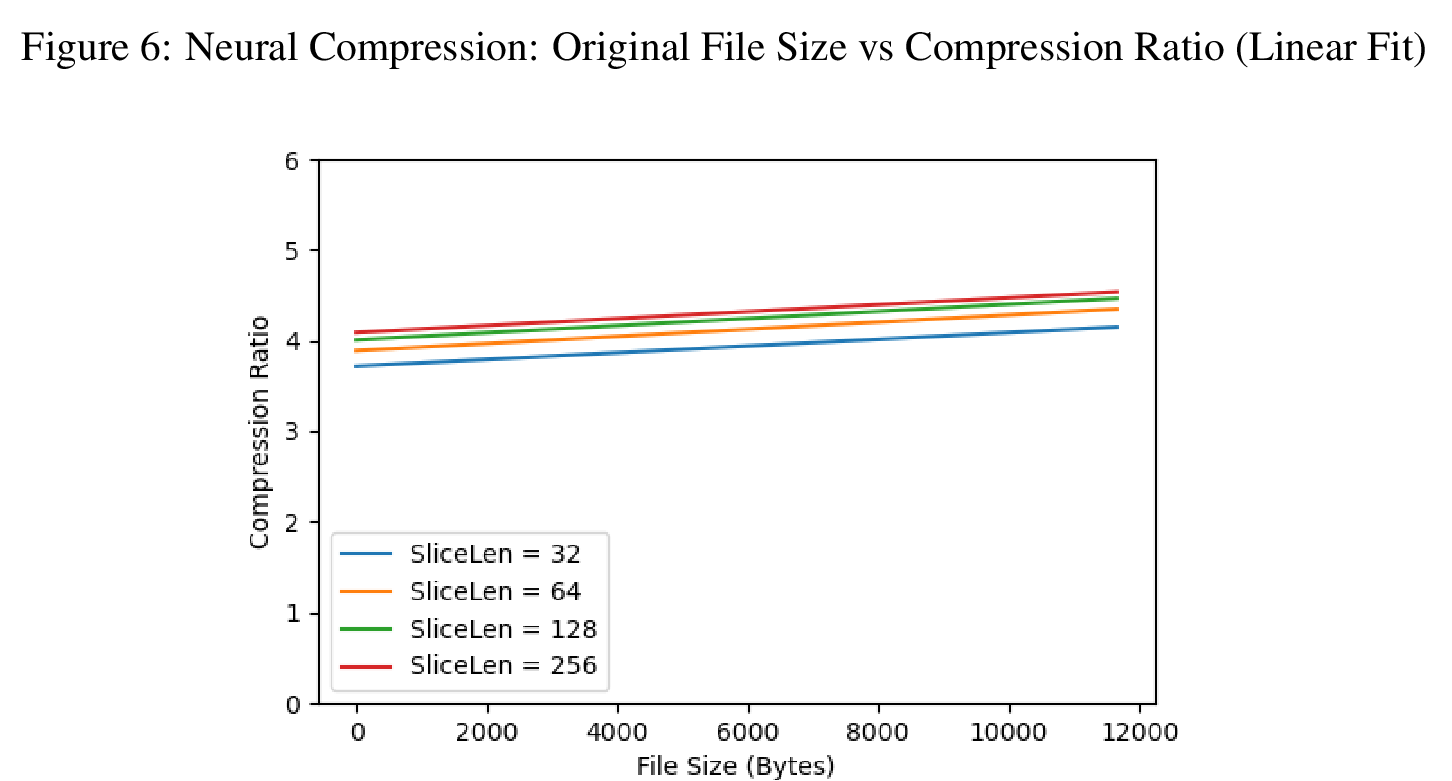 Figure 6: Neural Compression: Original File Size vs Compression Ratio (Linear Fit)
6
5
4
3
2
1
0
Compression Ratio
SliceLen = 32
SliceLen = 64
SliceLen = 128
SliceLen = 256
0 2000 4000 6000 8000 10000 12000
File Size (Bytes)